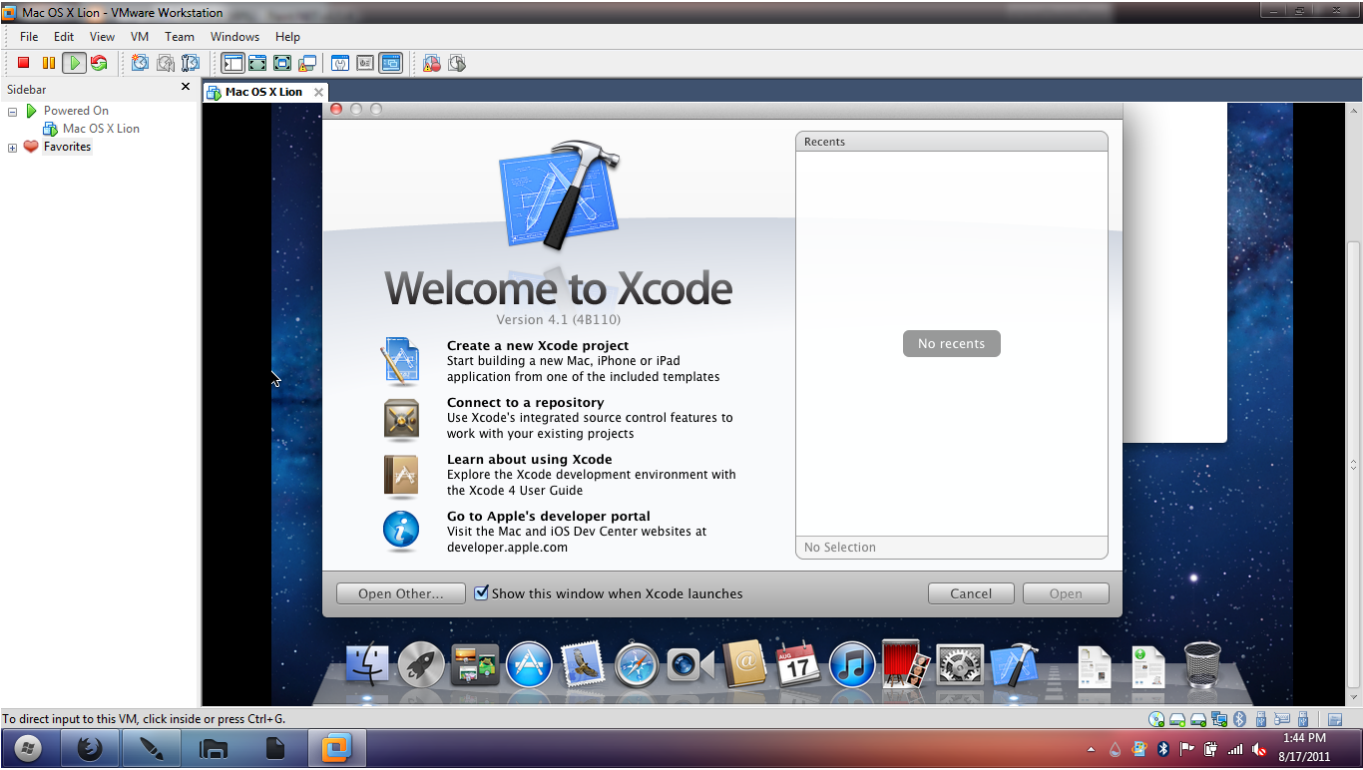 Mac OS X Lion - VMware Workstation
File Edit View VM Team Windows Help
Sidebar
Mac OS X Lion
Powered On
Mac OS X Lion
Favorites
Recents
Welcome to Xcode
Version 4.1 (4B110)
Create a new Xcode project
Start building a new Mac, iPhone or iPad
application from one of the included templates
Connect to a repository
Use Xcode's integrated source control features to
work with your existing projects
Learn about using Xcode
Explore the Xcode development environment with
the Xcode 4 User Guide
Go to Apple's developer portal
Visit the Mac and iOS Dev Center websites at
developer.apple.com
No recents
No Selection
Open Other...
Show this window when Xcode launches
Cancel
Open
AUG
17
To direct input to this VM, click inside or press Ctrl+G.
1:44 PM
8/17/2011